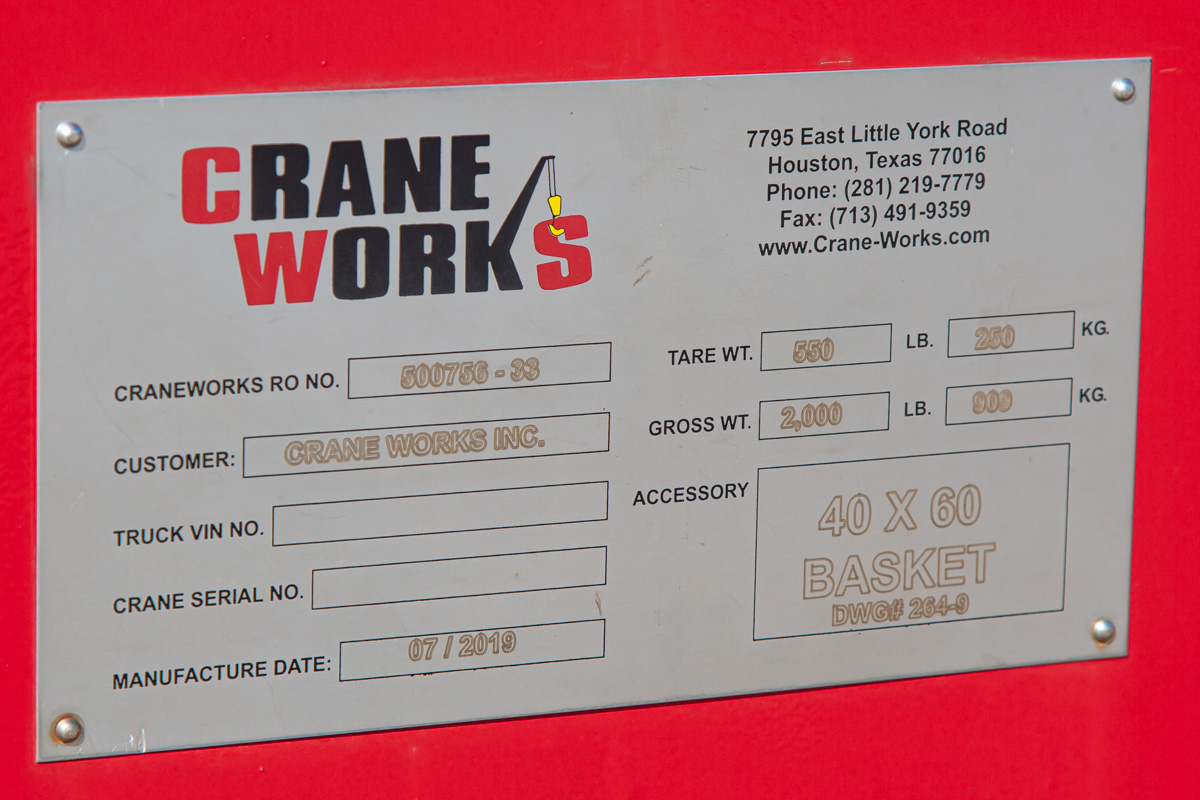 CRANE
WORKS
7795 East Little York Road
Houston, Texas 77016
Phone: (281) 219-7779
Fax: (713) 491-9359
www.Crane-Works.com
CRANEWORKS RO NO. 500756 - 33
CUSTOMER: CRANE WORKS INC.
TRUCK VIN NO.
CRANE SERIAL NO.
MANUFACTURE DATE: 07 / 2019
TARE WT. 550 LB. 250 KG.
GROSS WT. 2,000 LB. 909 KG.
ACCESSORY
40 X 60
BASKET
DWG# 264-9